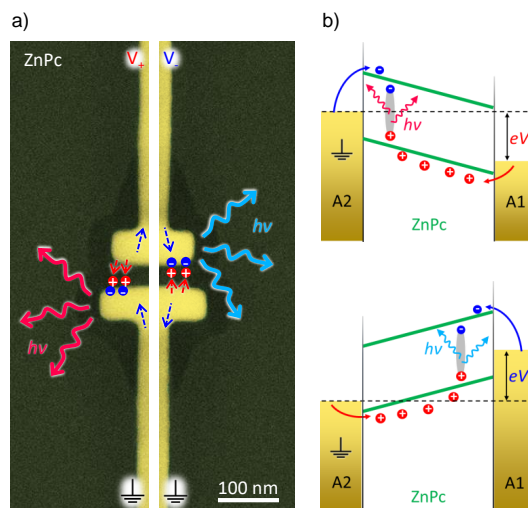 a)
ZnPc
V+
V-
hν
hν
100 nm
b)
hν
eV
A2
A1
ZnPc
hν
eV
A2
A1
ZnPc